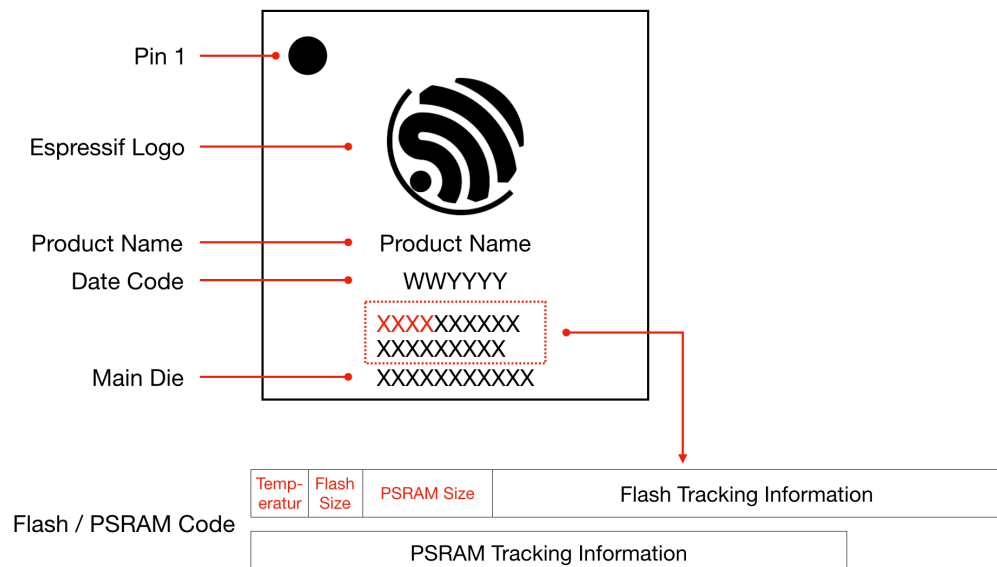 Pin 1
Espressif Logo
Product Name
Product Name
Date Code
WWYYYY
XXXXXXXXXX
XXXXXXXXX
Main Die
XXXXXXXXXXX
Flash / PSRAM Code
Temp-
eratur
Flash
Size
PSRAM Size
Flash Tracking Information
PSRAM Tracking Information